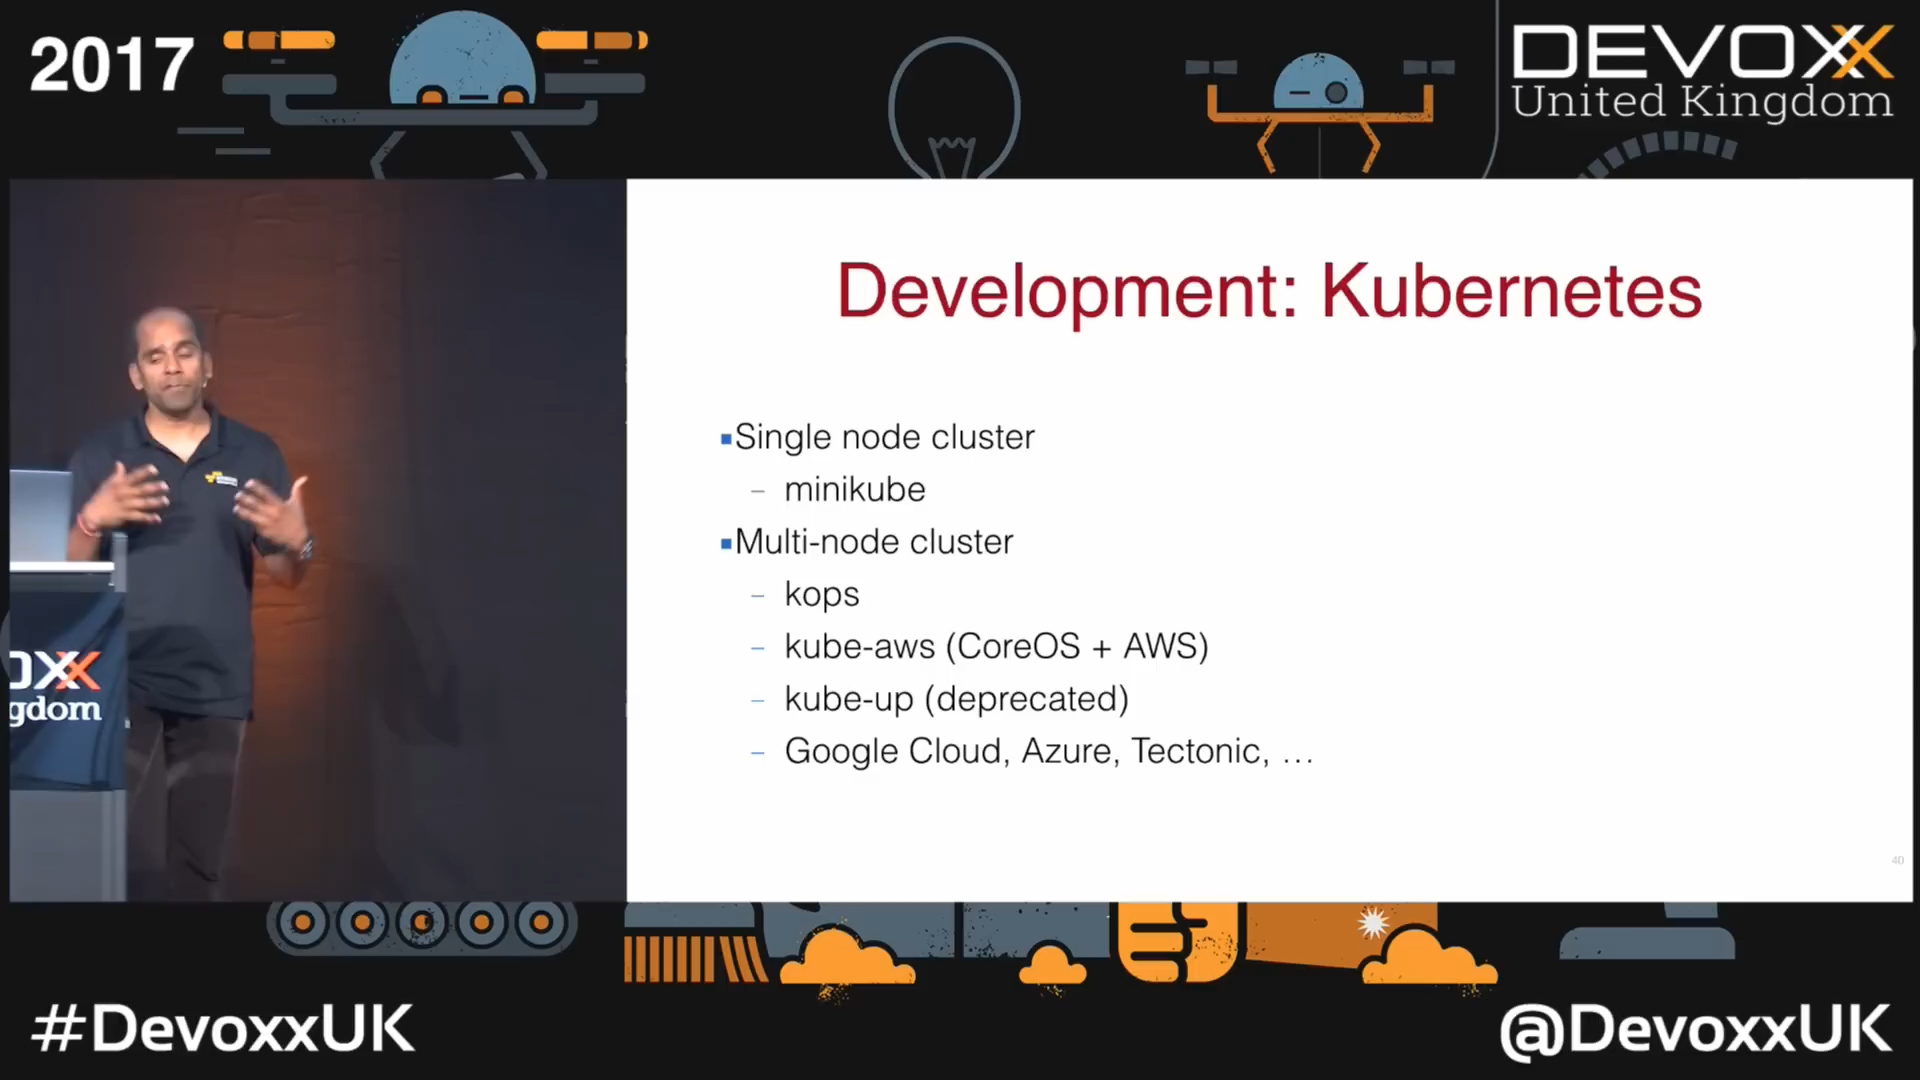 2017
DEVOXX
United Kingdom
Development: Kubernetes
▪Single node cluster
– minikube
▪Multi-node cluster
– kops
– kube-aws (CoreOS + AWS)
– kube-up (deprecated)
– Google Cloud, Azure, Tectonic, …
40
OXX
gdom
#DevoxxUK
@DevoxxUK